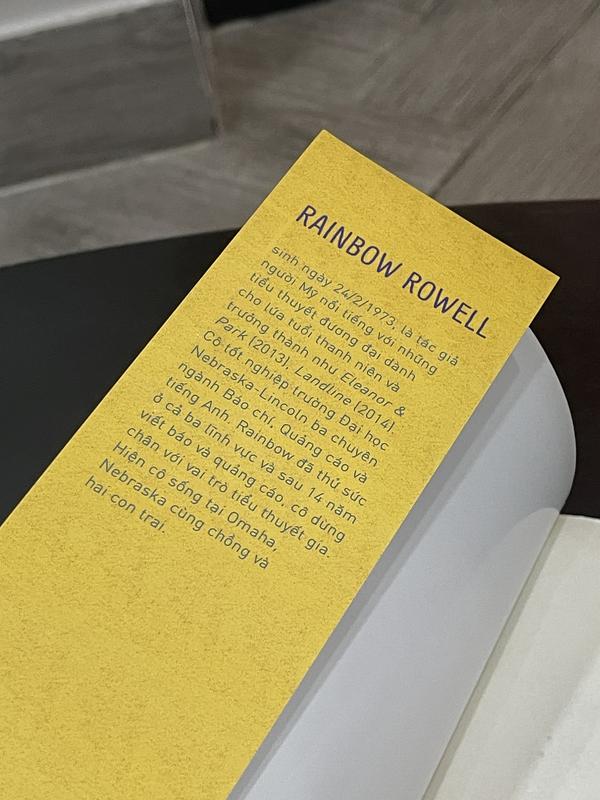 RAINBOW ROWELL
sinh ngày 24/2/1973, là tác giả
người Mỹ nổi tiếng với những
tiểu thuyết đương đại dành
cho lứa tuổi thanh niên và
trưởng thành như Eleanor &
Park (2013), Landline (2014).
Cô tốt nghiệp trường Đại học
Nebraska-Lincoln ba chuyên
ngành Báo chí, Quảng cáo và
tiếng Anh. Rainbow đã thử sức
ở cả ba lĩnh vực và sau 14 năm
viết báo và quảng cáo, cô dừng
chân với vai trò tiểu thuyết gia.
Hiện cô sống tại Omaha,
Nebraska cùng chồng và
hai con trai.